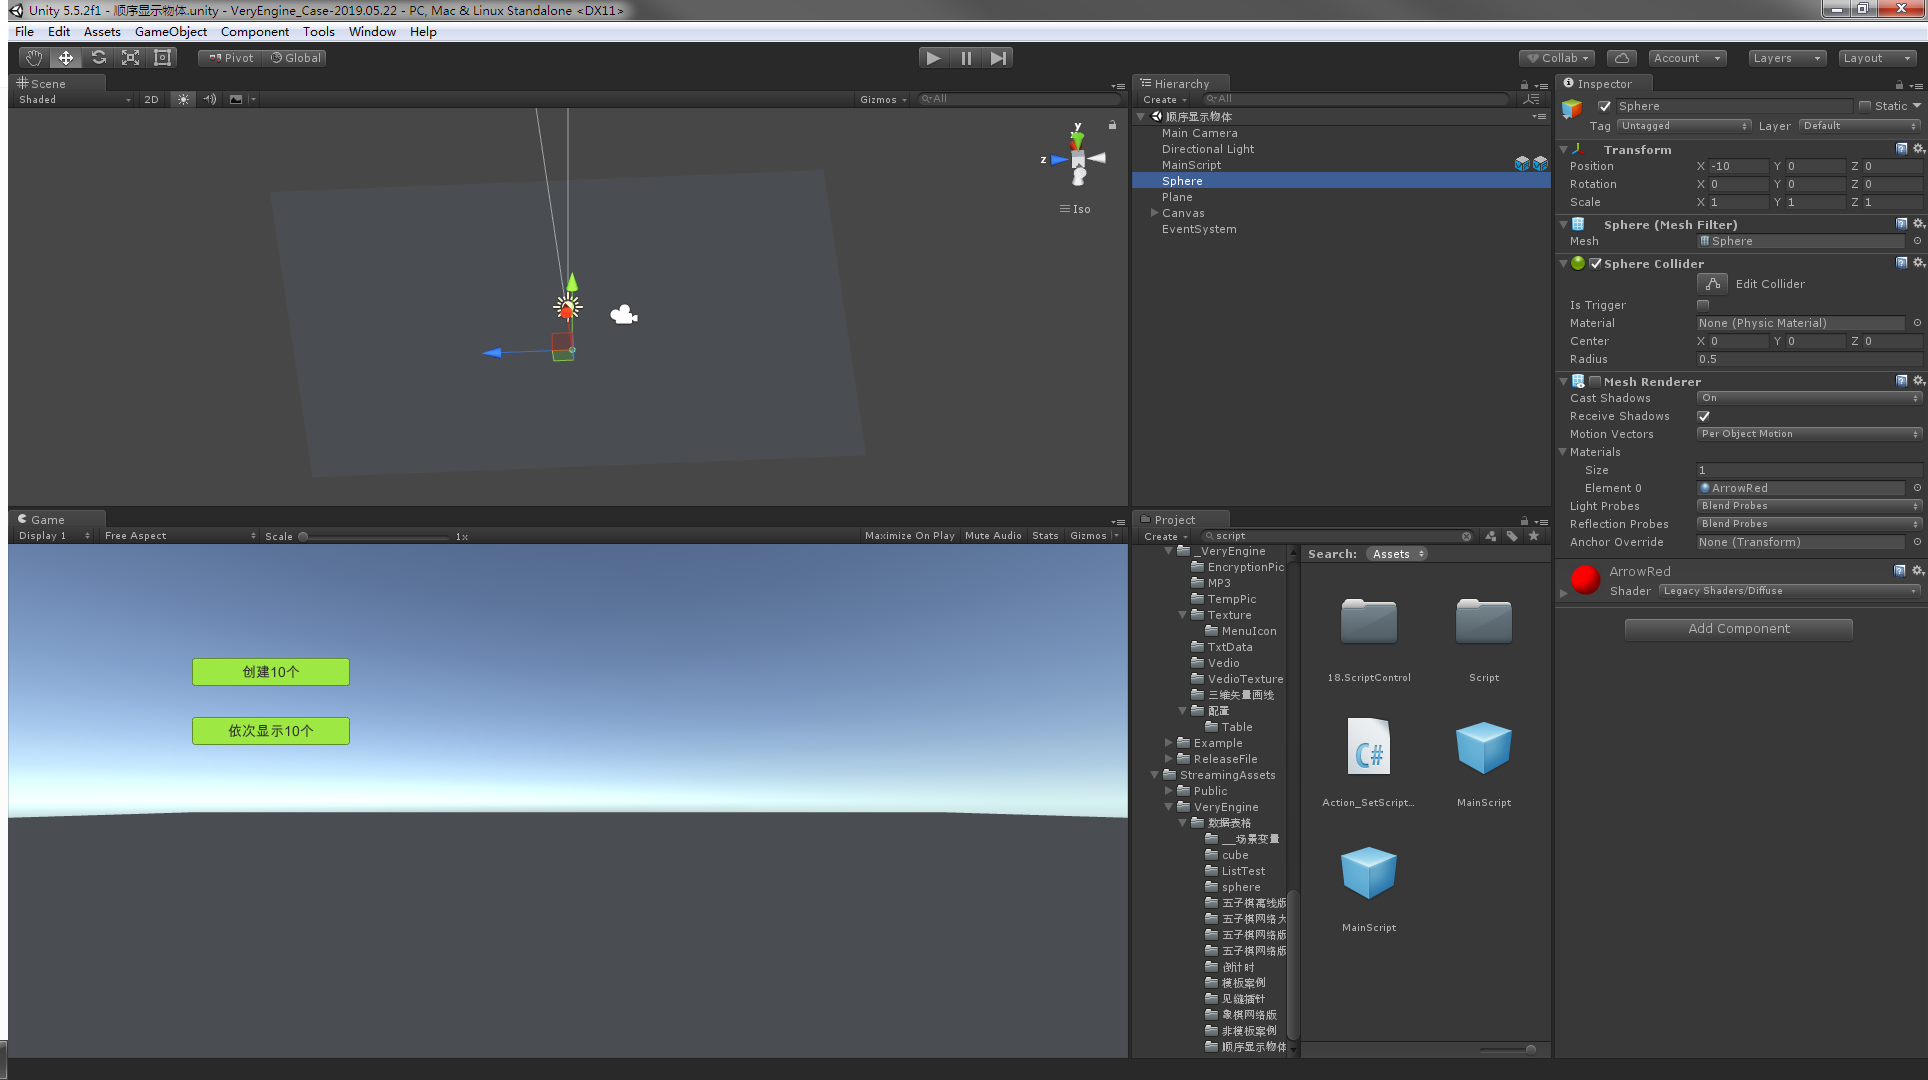 Unity 5.5.2f1 - 顺序显示物体.unity - VeryEngine_Case-2019.05.22 - PC, Mac & Linux Standalone <DX11>
File Edit Assets GameObject Component Tools Window Help
Pivot Global
Collab Account Layers Layout
Scene
Shaded 2D Gizmos All
y
z
Iso
Game
Display 1 Free Aspect Scale 1x Maximize On Play Mute Audio Stats Gizmos
创建10个
依次显示10个
Hierarchy
Create All
顺序显示物体
Main Camera
Directional Light
MainScript
Sphere
Plane
Canvas
EventSystem
Project
Create script
_VeryEngine
EncryptionPic
MP3
TempPic
Texture
MenuIcon
TxtData
Vedio
VedioTexture
三维矢量画线
配置
Table
Example
ReleaseFile
StreamingAssets
Public
VeryEngine
数据表格
__场景变量
cube
ListTest
sphere
五子棋离线版
五子棋网络大
五子棋网络版
五子棋网络版
倒计时
模板案例
见缝插针
象棋网络版
非模板案例
顺序显示物体
Search: Assets
18.ScriptControl
Script
Action_SetScript...
MainScript
MainScript
Inspector
Sphere Static
Tag Untagged Layer Default
Transform
Position X -10 Y 0 Z 0
Rotation X 0 Y 0 Z 0
Scale X 1 Y 1 Z 1
Sphere (Mesh Filter)
Mesh Sphere
Sphere Collider
Edit Collider
Is Trigger
Material None (Physic Material)
Center X 0 Y 0 Z 0
Radius 0.5
Mesh Renderer
Cast Shadows On
Receive Shadows
Motion Vectors Per Object Motion
Materials
Size 1
Element 0 ArrowRed
Light Probes Blend Probes
Reflection Probes Blend Probes
Anchor Override None (Transform)
ArrowRed
Shader Legacy Shaders/Diffuse
Add Component